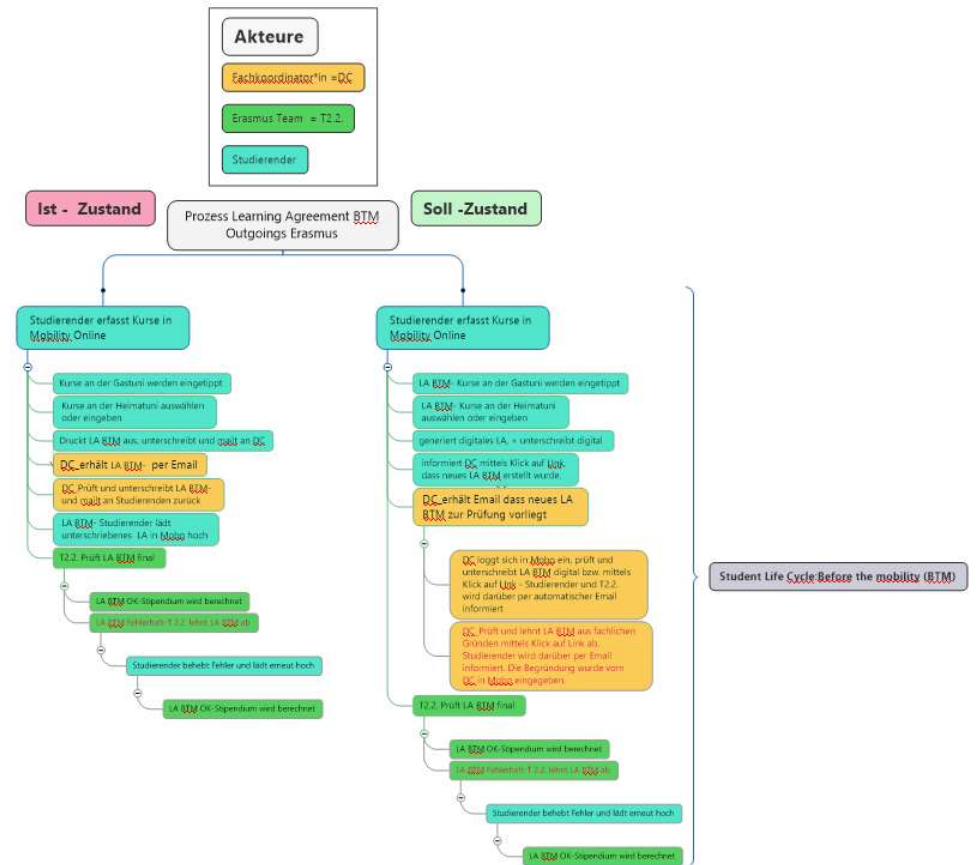 Akteure
Fachkoordinator*in =DC
Erasmus Team = T2.2.
Studierender
Ist - Zustand
Soll -Zustand
Prozess Learning Agreement BTM
Outgoings Erasmus
Studierender erfasst Kurse in
Mobility Online
Kurse an der Gastuni werden eingetippt
Kurse an der Heimatuni auswählen
oder eingeben
Druckt LA BTM aus, unterschreibt und mailt an DC
DC erhält LA BTM- per Email
DC Prüft und unterschreibt LA BTM-
und mailt an Studierenden zurück
LA BTM- Studierender lädt
unterschriebenes LA in Mobo hoch
T2.2. Prüft LA BTM final
LA BTM OK-Stipendium wird berechnet
LA BTM Fehlerhaft-T 2.2. lehnt LA BTM ab
Studierender behebt Fehler und lädt erneut hoch
LA BTM OK-Stipendium wird berechnet
Studierender erfasst Kurse in
Mobility Online
LA BTM- Kurse an der Gastuni werden eingetippt
LA BTM- Kurse an der Heimatuni
auswählen oder eingeben
generiert digitales LA, + unterschreibt digital
informiert DC mittels Klick auf Link,
dass neues LA BTM erstellt wurde.
DC erhält Email dass neues LA
BTM zur Prüfung vorliegt
DC loggt sich in Mobo ein, prüft und
unterschreibt LA BTM digital bzw. mittels
Klick auf Link - Studierender und T2.2.
wird darüber per automatischer Email
informiert
DC Prüft und lehnt LA BTM aus fachlichen
Gründen mittels Klick auf Link ab.
Studierender wird darüber per Email
informiert. Die Begründung wurde vom
DC in Mobo eingegeben.
T2.2. Prüft LA BTM final
LA BTM OK-Stipendium wird berechnet
LA BTM Fehlerhaft-T 2.2. lehnt LA BTM ab
Studierender behebt Fehler und lädt erneut hoch
LA BTM OK-Stipendium wird berechnet
Student Life Cycle:Before the mobility (BTM)